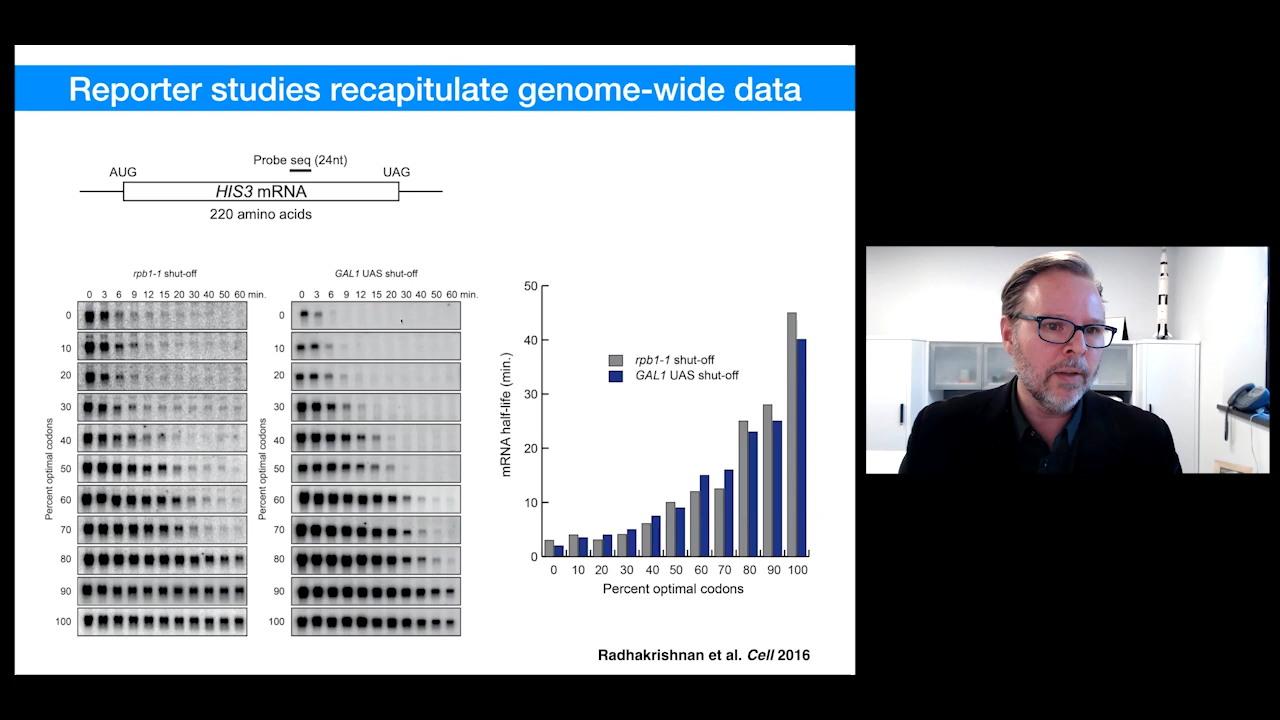 Reporter studies recapitulate genome-wide data
Probe seq (24nt)
AUG
UAG
HIS3 mRNA
220 amino acids
rpb1-1 shut-off
0 3 6 9 12 15 20 30 40 50 60 min.
Percent optimal codons
0
10
20
30
40
50
60
70
80
90
100
GAL1 UAS shut-off
0 3 6 9 12 15 20 30 40 50 60 min.
Percent optimal codons
0
10
20
30
40
50
60
70
80
90
100
mRNA half-life (min.)
50
40
30
20
10
0
rpb1-1 shut-off
GAL1 UAS shut-off
0 10 20 30 40 50 60 70 80 90 100
Percent optimal codons
Radhakrishnan et al. Cell 2016